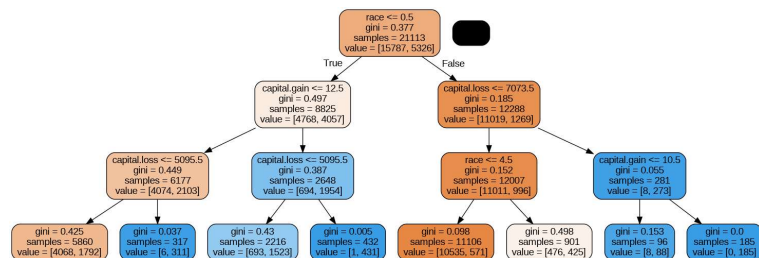 race <= 0.5
gini = 0.377
samples = 21113
value = [15787, 5326]
True
False
capital.gain <= 12.5
gini = 0.497
samples = 8825
value = [4768, 4057]
capital.loss <= 7073.5
gini = 0.185
samples = 12288
value = [11019, 1269]
capital.loss <= 5095.5
gini = 0.449
samples = 6177
value = [4074, 2103]
capital.loss <= 5095.5
gini = 0.387
samples = 2648
value = [694, 1954]
race <= 4.5
gini = 0.152
samples = 12007
value = [11011, 996]
capital.gain <= 10.5
gini = 0.055
samples = 281
value = [8, 273]
gini = 0.425
samples = 5860
value = [4068, 1792]
gini = 0.037
samples = 317
value = [6, 311]
gini = 0.43
samples = 2216
value = [693, 1523]
gini = 0.005
samples = 432
value = [1, 431]
gini = 0.098
samples = 11106
value = [10535, 571]
gini = 0.498
samples = 901
value = [476, 425]
gini = 0.153
samples = 96
value = [8, 88]
gini = 0.0
samples = 185
value = [0, 185]